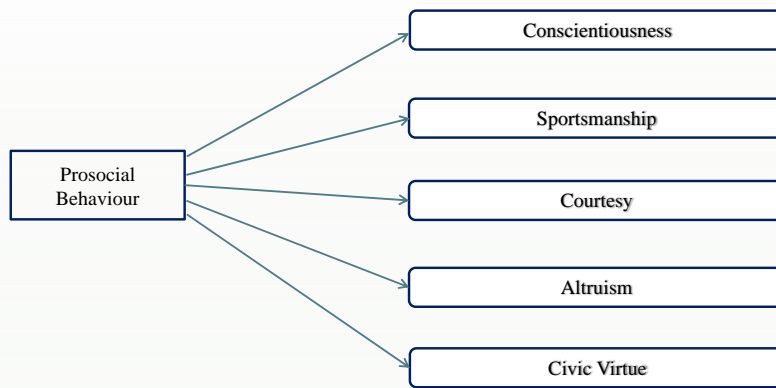 Conscientiousness
Sportsmanship
Prosocial
Behaviour
Courtesy
Altruism
Civic Virtue